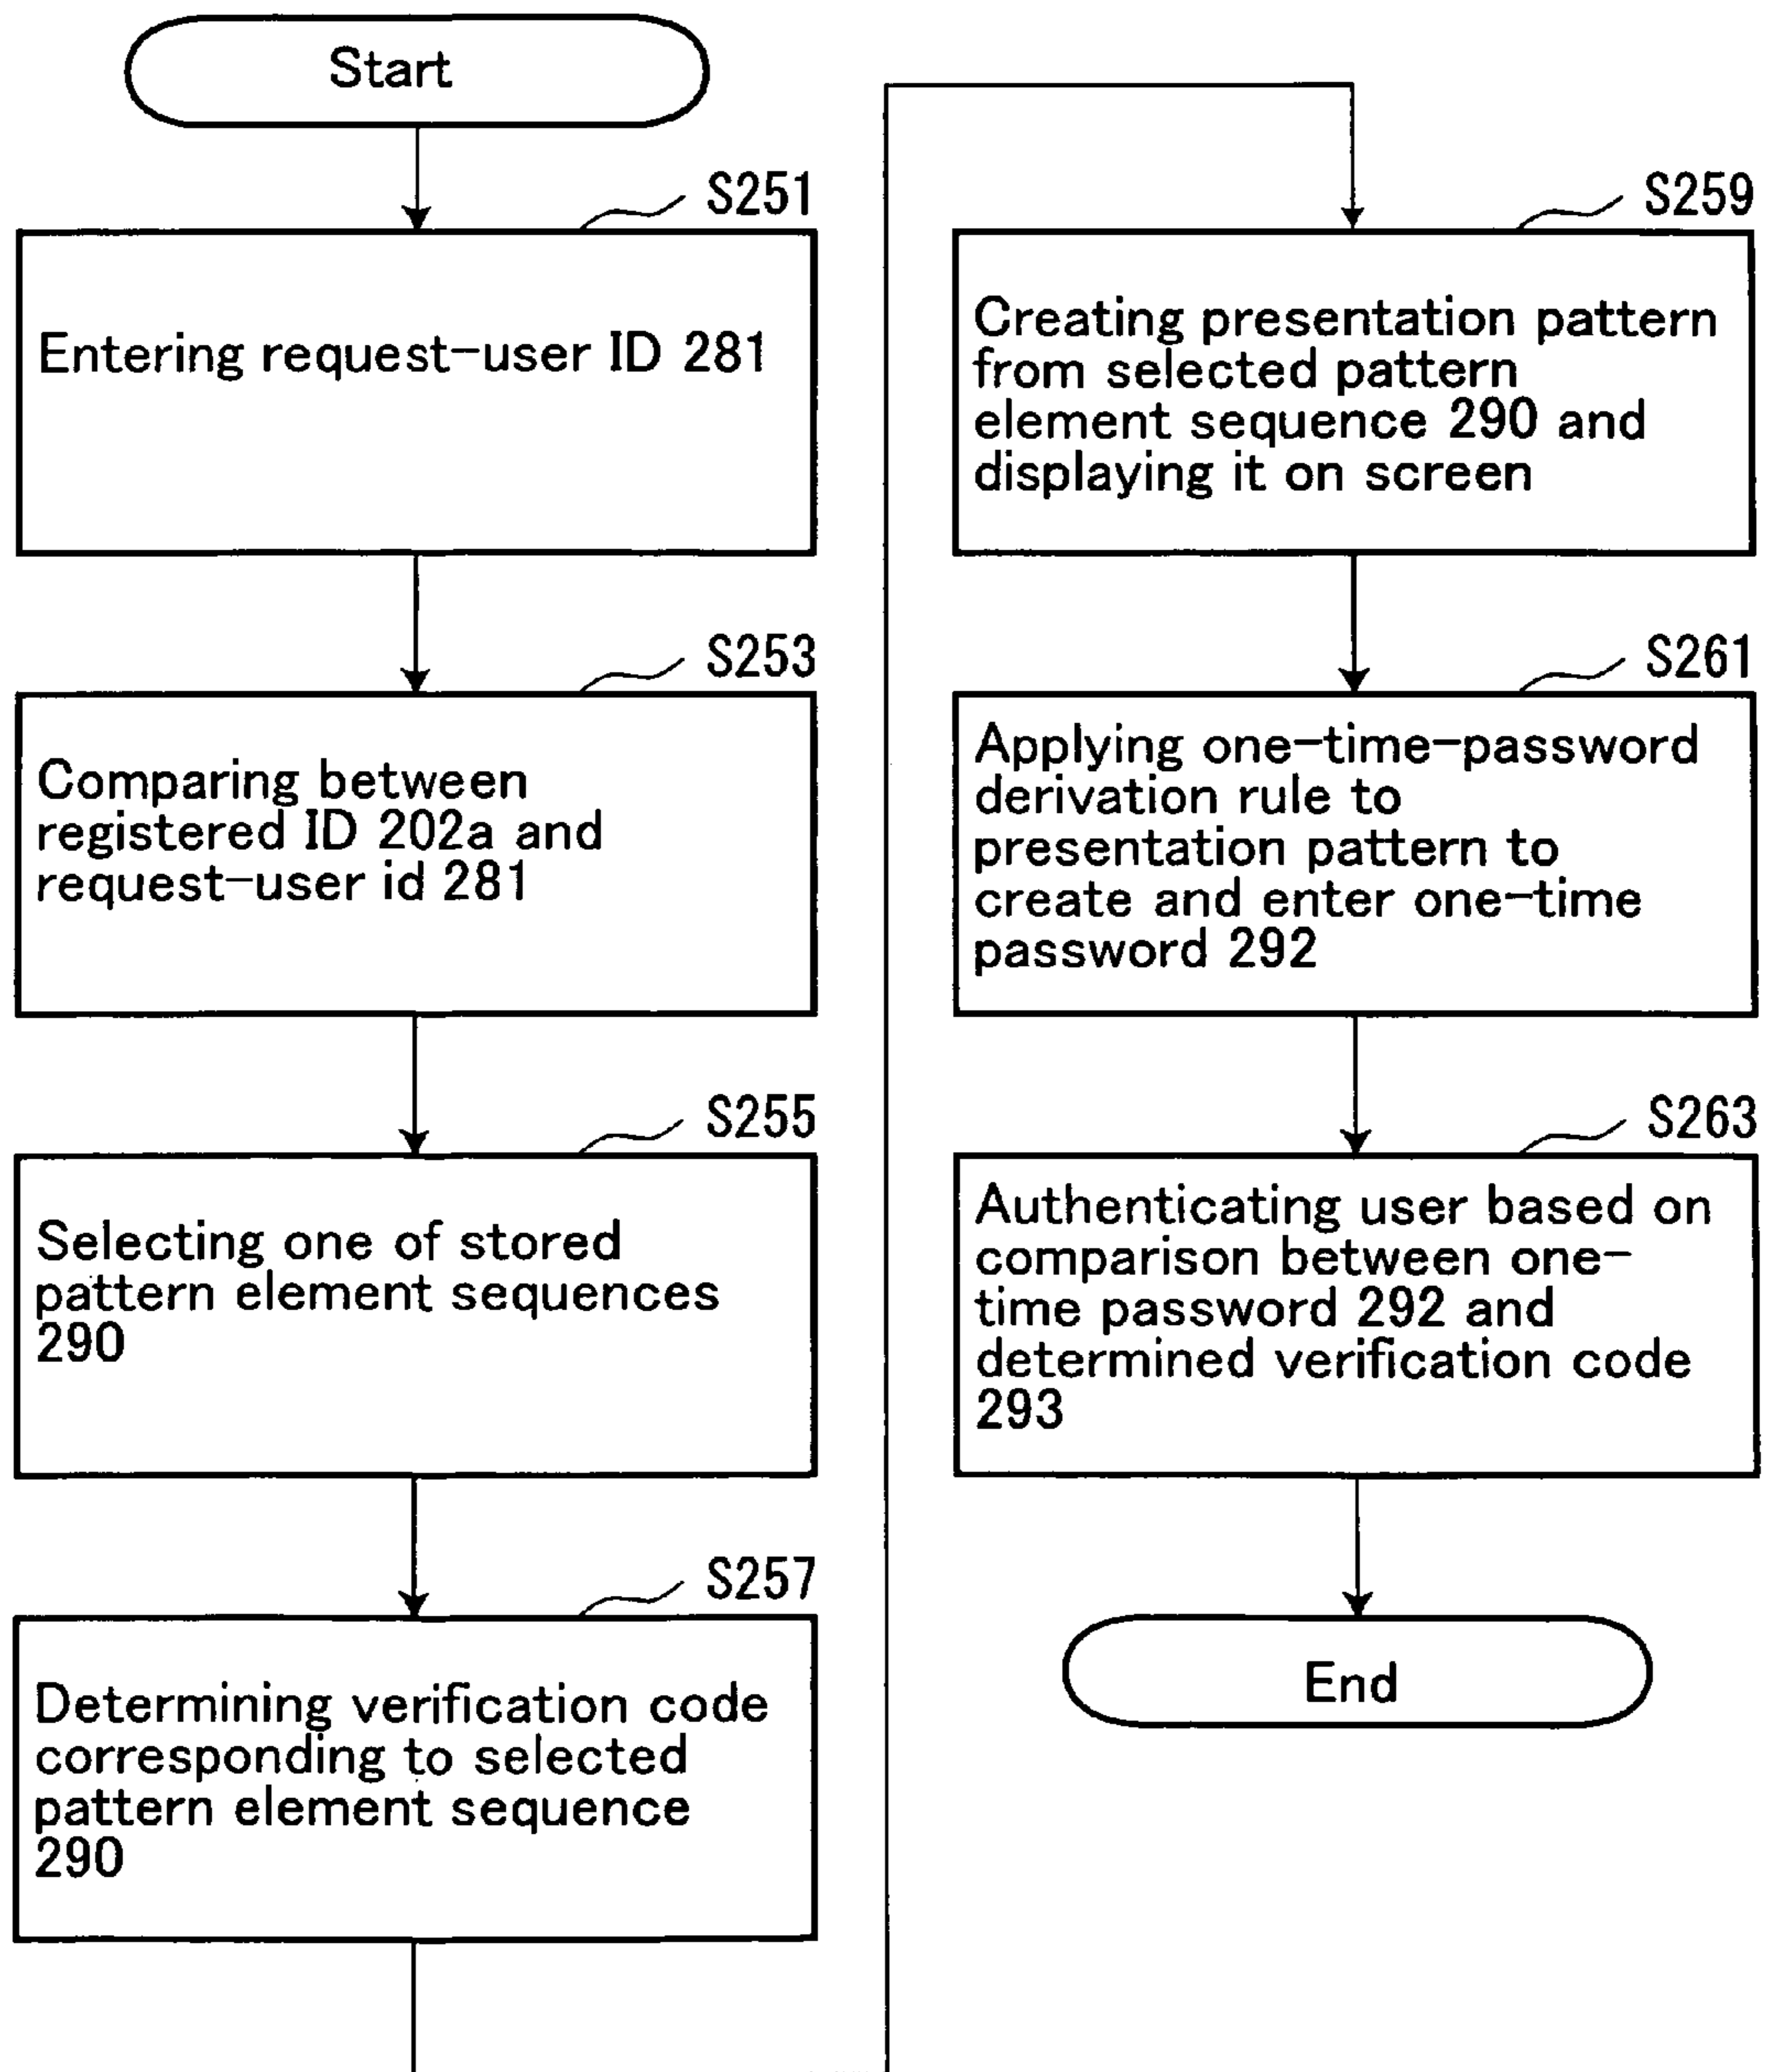 Start
S251
Entering request-user ID 281
S253
Comparing between
registered ID 202a and
request-user id 281
S255
Selecting one of stored
pattern element sequences
290
S257
Determining verification code
corresponding to selected
pattern element sequence
290
S259
Creating presentation pattern
from selected pattern
element sequence 290 and
displaying it on screen
S261
Applying one-time-password
derivation rule to
presentation pattern to
create and enter one-time
password 292
S263
Authenticating user based on
comparison between one-
time password 292 and
determined verification code
293
End